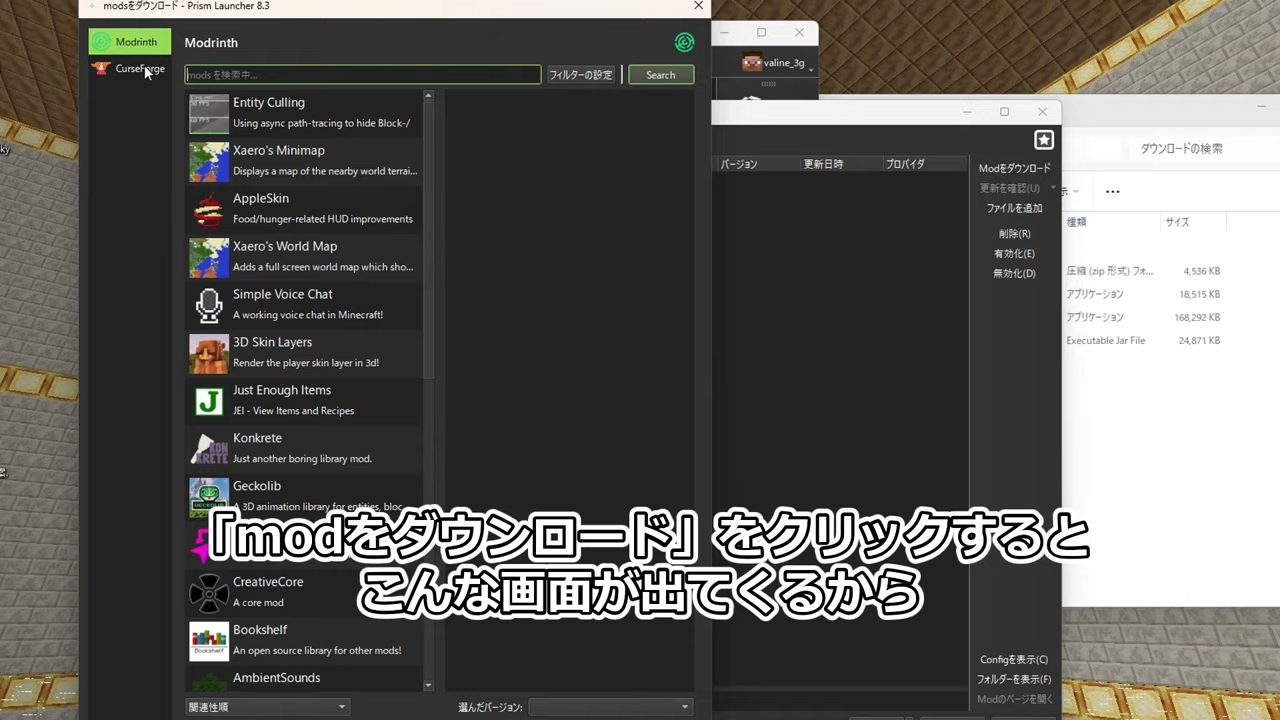 modsをダウンロード - Prism Launcher 8.3
Modrinth
CurseForge
Modrinth
mods を検索中...
フィルターの設定
Search
Entity Culling
Using async path-tracing to hide Block-/
Xaero's Minimap
Displays a map of the nearby world terrai...
AppleSkin
Food/hunger-related HUD improvements
Xaero's World Map
Adds a full screen world map which sho...
Simple Voice Chat
A working voice chat in Minecraft!
3D Skin Layers
Render the player skin layer in 3d!
Just Enough Items
JEI - View Items and Recipes
Konkrete
Just another boring library mod.
Geckolib
A 3D animation library for entities, bloc
CreativeCore
A core mod
Bookshelf
An open source library for other mods!
AmbientSounds
関連性順
選んだバージョン:
valine_3g
バージョン
更新日時
プロバイダ
Modをダウンロード
更新を確認(U)
ファイルを追加
削除(R)
有効化(E)
無効化(D)
Configを表示(C)
フォルダーを表示(F)
Modのページを開く
ダウンロードの検索
種類
サイズ
圧縮 (zip 形式) フォ...
4,536 KB
アプリケーション
18,515 KB
アプリケーション
168,292 KB
Executable Jar File
24,871 KB
「modをダウンロード」をクリックすると
こんな画面が出てくるから